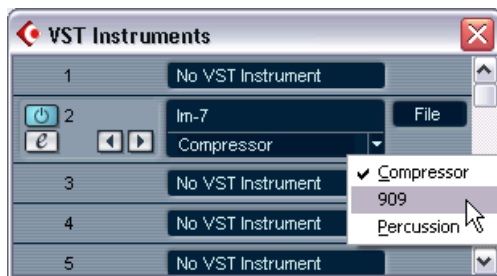 VST Instruments
1 No VST Instrument
2 lm-7 File
e Compressor
Compressor
3 No VST Instrument
909
4 No VST Instrument
Percussion
5 No VST Instrument